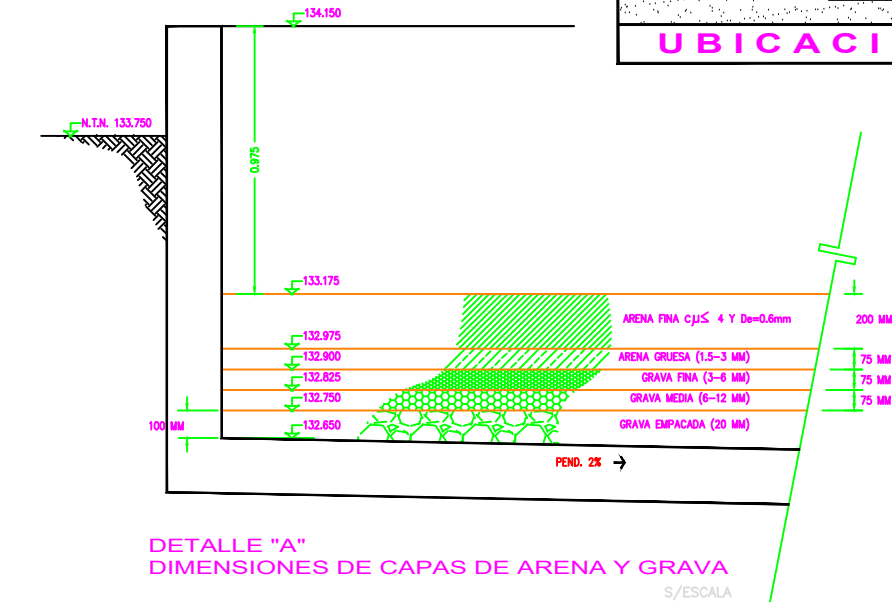 134.150
UBICACI
N.T.N. 133.750
0.975
133.175
ARENA FINA cµ≤ 4 Y De=0.6mm
200 MM
132.975
ARENA GRUESA (1.5-3 MM)
75 MM
132.900
132.825
GRAVA FINA (3-6 MM)
75 MM
132.750
GRAVA MEDIA (6-12 MM)
75 MM
100 MM
132.650
GRAVA EMPACADA (20 MM)
PEND. 2%
DETALLE "A"
DIMENSIONES DE CAPAS DE ARENA Y GRAVA
S/ESCALA